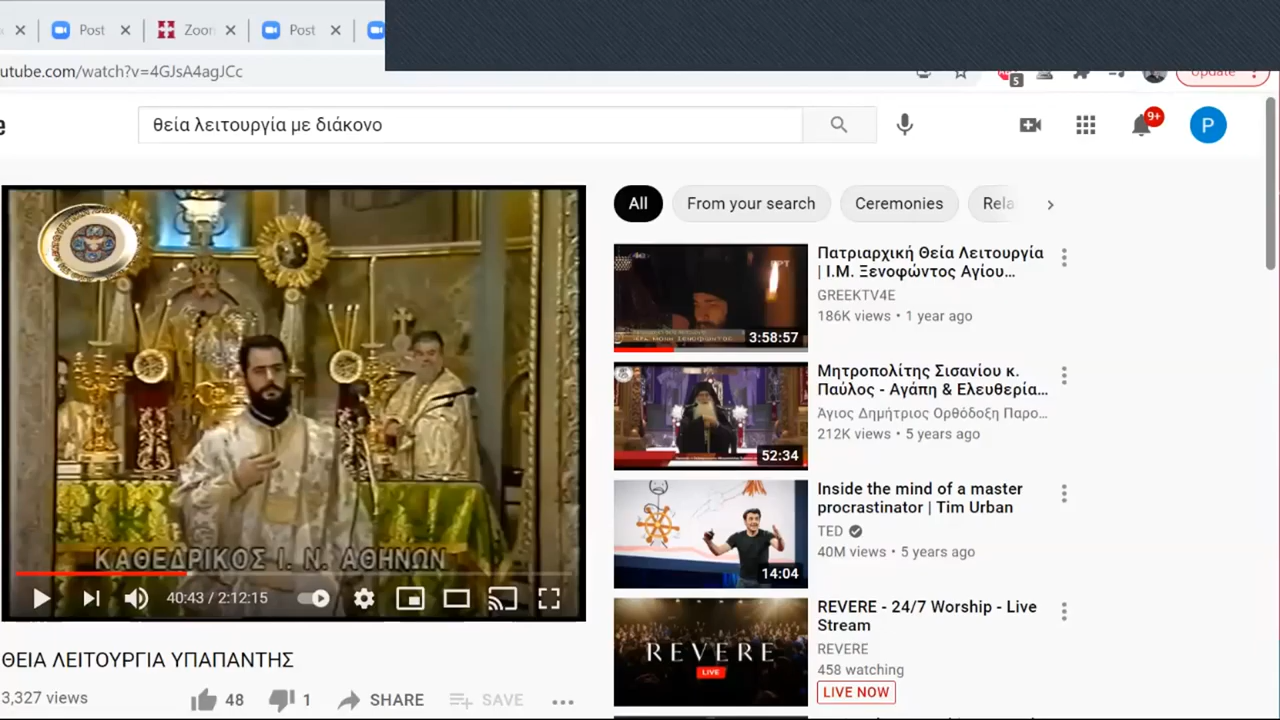 Post
Zoor
Post
utube.com/watch?v=4GJsA4agJCc
5
Update
e
θεία λειτουργία με διάκονο
9+
P
All
From your search
Ceremonies
Rela
ΚΑΘΕΔΡΙΚΟΣ Ι. Ν. ΑΘΗΝΩΝ
40:43 / 2:12:15
ΘΕΙΑ ΛΕΙΤΟΥΡΓΙΑ ΥΠΑΠΑΝΤΗΣ
3,327 views
48
1
SHARE
SAVE
3:58:57
Πατριαρχική Θεία Λειτουργία
| Ι.Μ. Ξενοφώντος Αγίου...
GREEKTV4E
186K views • 1 year ago
52:34
Μητροπολίτης Σισανίου κ.
Παύλος - Αγάπη & Ελευθερία...
Άγιος Δημήτριος Ορθόδοξη Παρο...
212K views • 5 years ago
14:04
Inside the mind of a master
procrastinator | Tim Urban
TED
40M views • 5 years ago
REVERE
LIVE
REVERE - 24/7 Worship - Live
Stream
REVERE
458 watching
LIVE NOW